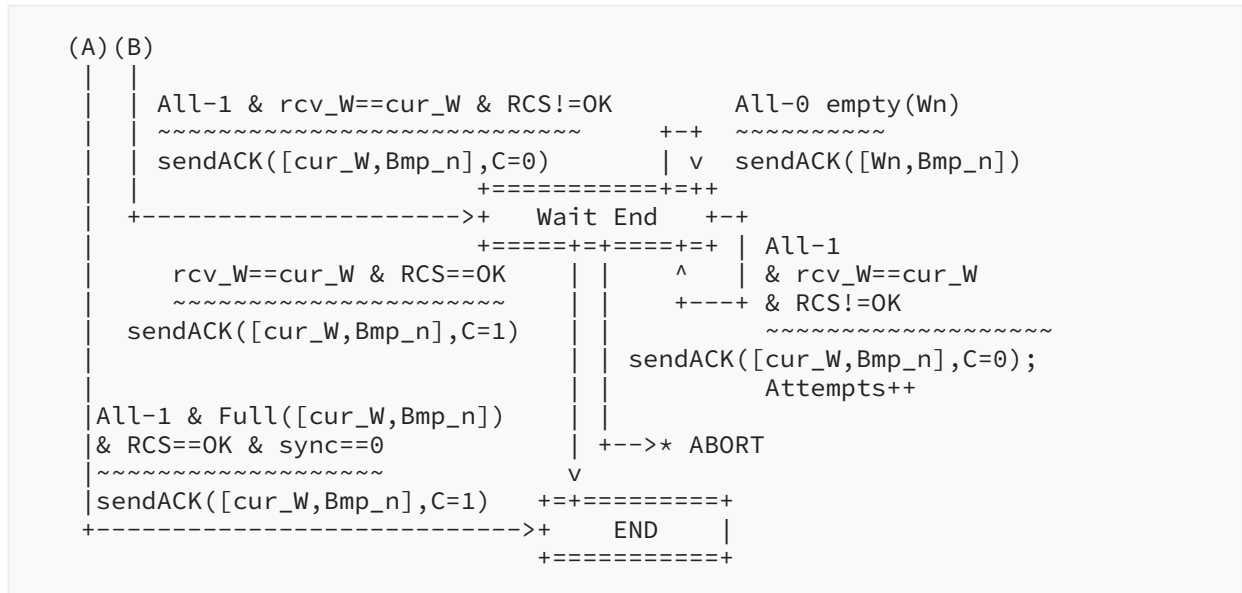 (A)(B)
 |  |
 |  | All-1 & rcv_W==cur_W & RCS!=OK        All-0 empty(Wn)
 |  | ~~~~~~~~~~~~~~~~~~~~~~~~~~~~    +-+  ~~~~~~~~~~
 |  | sendACK([cur_W,Bmp_n],C=0)      | v  sendACK([Wn,Bmp_n])
 |  |                    +===========+=++
 |  +------------------->+   Wait End   +-+
 |                       +=====+=+====+=+ | All-1
 |     rcv_W==cur_W & RCS==OK   | |    ^  | & rcv_W==cur_W
 |     ~~~~~~~~~~~~~~~~~~~~~~   | |    +---+ & RCS!=OK
 |  sendACK([cur_W,Bmp_n],C=1)  | |          ~~~~~~~~~~~~~~~~~~~
 |                              | | sendACK([cur_W,Bmp_n],C=0);
 |                              | |          Attempts++
 |All-1 & Full([cur_W,Bmp_n])   | |
 |& RCS==OK & sync==0           | +-->* ABORT
 |~~~~~~~~~~~~~~~~~~~           v
 |sendACK([cur_W,Bmp_n],C=1)  +=+=========+
 +--------------------------->+    END    |
                              +===========+